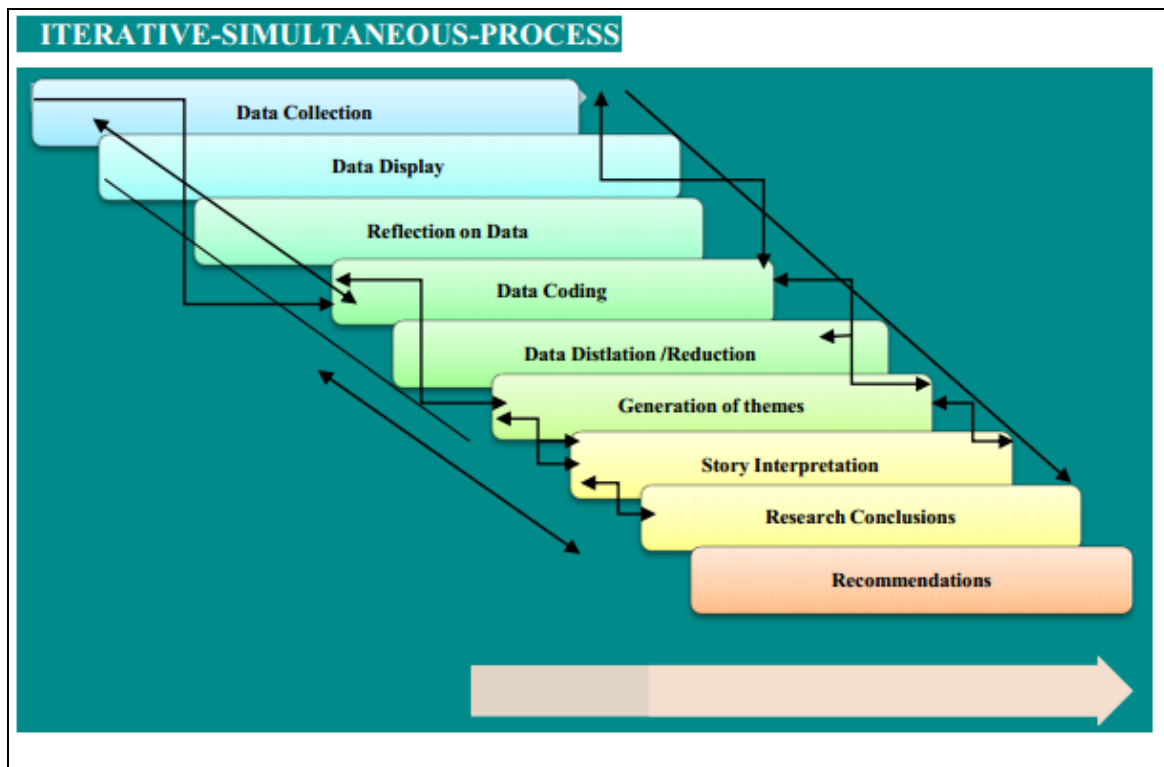 ITERATIVE-SIMULTANEOUS-PROCESS
Data Collection
Data Display
Reflection on Data
Data Coding
Data Distlation /Reduction
Generation of themes
Story Interpretation
Research Conclusions
Recommendations